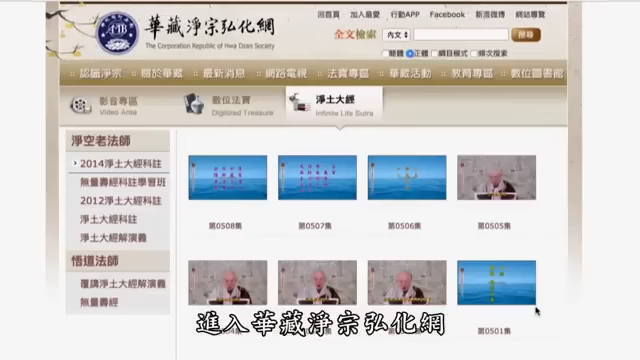 回首頁 加入最愛 行動APP Facebook 新浪微博 網站導覽
華藏淨宗弘化網
The Corporation Republic of Hwa Dzan Society
全文檢索 內文 搜尋
簡體 正體 綱目模式 頻次搜索
認識淨宗 關於華藏 最新消息 網路電視 法寶專區 華藏活動 教育專區 數位圖書館
影音專區
Video Area
數位法寶
Digitized Treasure
淨土大經
Infinite Life Sutra
淨空老法師
2014淨土大經科註
無量壽經科註學習班
2012淨土大經科註
淨土大經科註
淨土大經解演義
悟道法師
覆講淨土大經解演義
無量壽經
第0508集 第0507集 第0506集 第0505集
第0501集
進入華藏淨宗弘化網